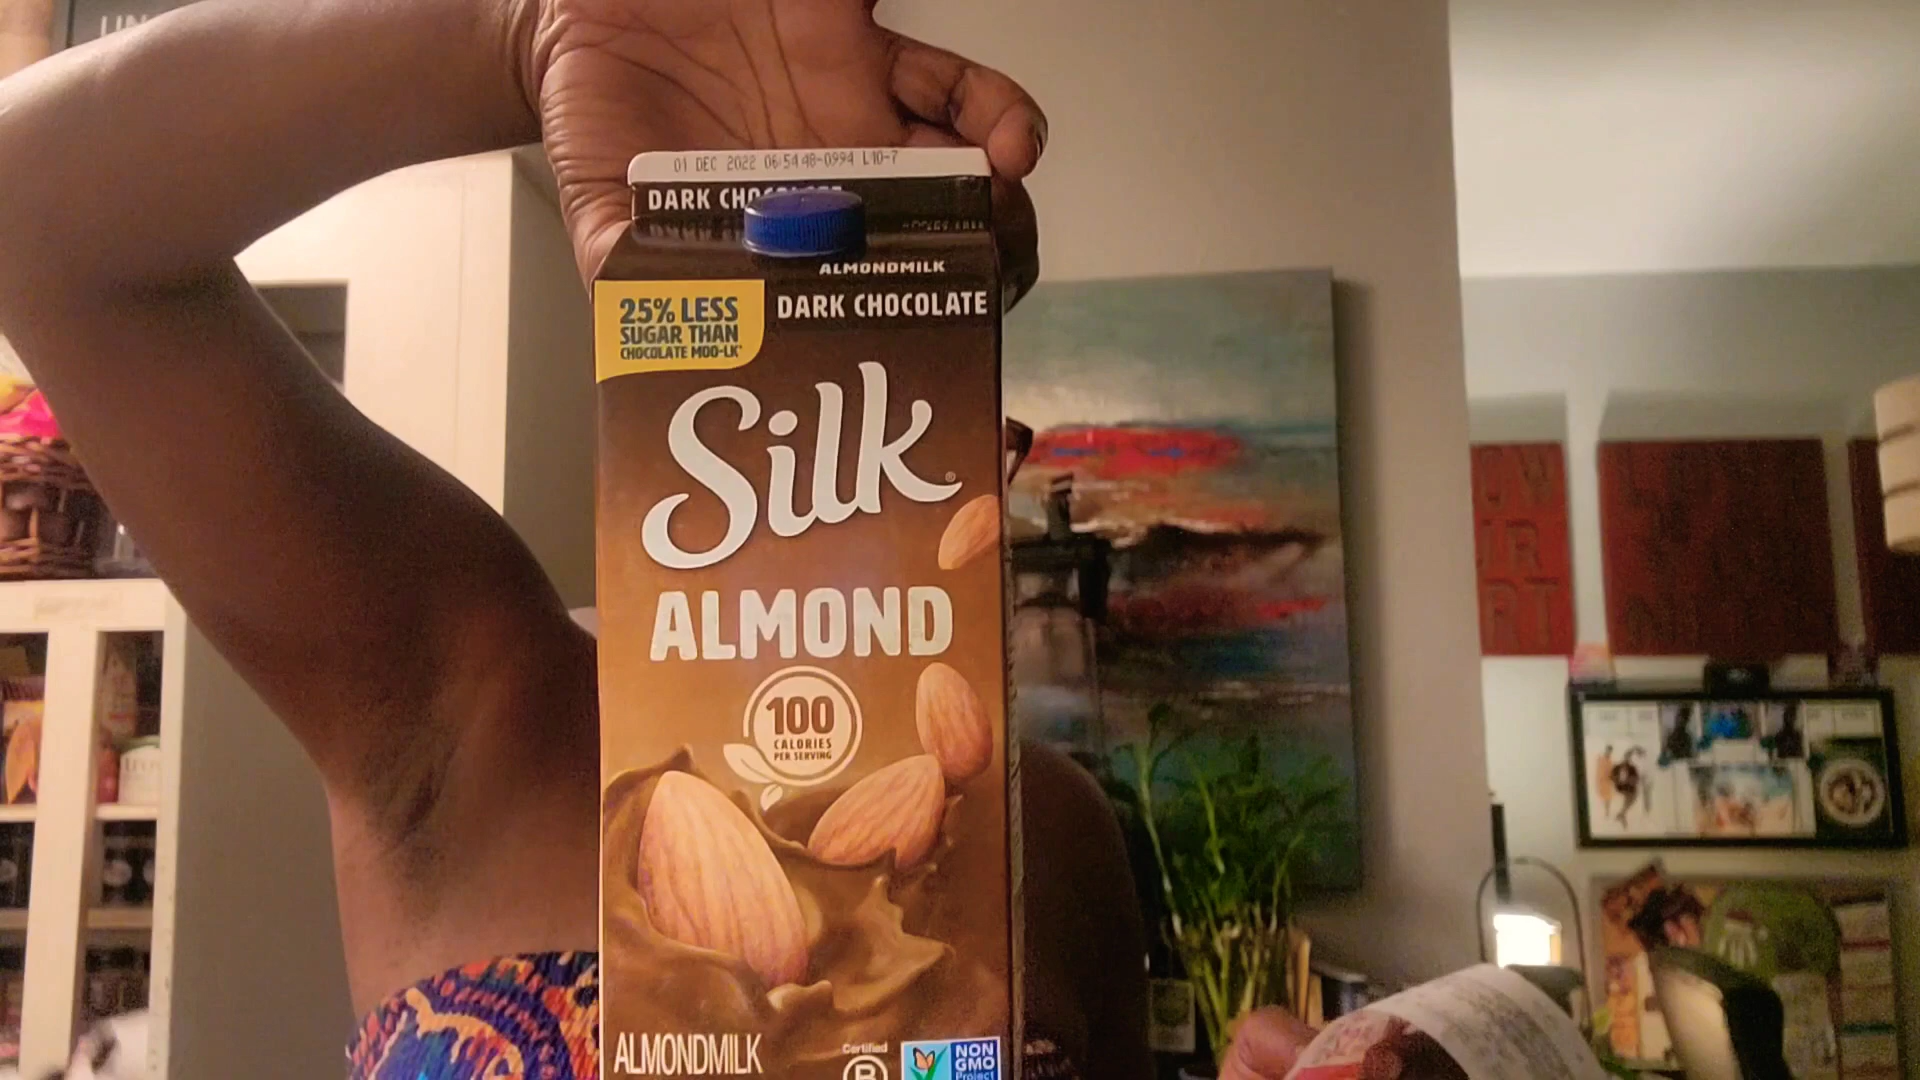 01 DEC 2022 06:54 48-0994 L10-7
DARK
ALMONDMILK
25% LESS
SUGAR THAN
CHOCOLATE MOO-LK*
DARK CHOCOLATE
Silk®
ALMOND
100
CALORIES
PER SERVING
ALMONDMILK
Certified
B
NON
GMO
Project